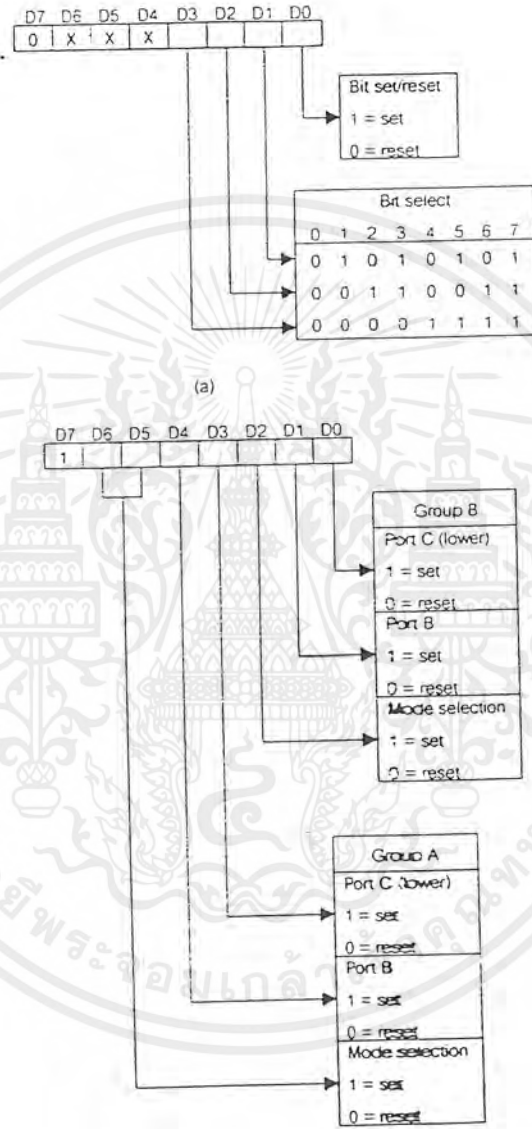 D7 D6 D5 D4 D3 D2 D1 D0
0 X X X
Bit set/reset
1 = set
0 = reset
Bit select
0 1 2 3 4 5 6 7
0 1 0 1 0 1 0 1
0 0 1 1 0 0 1 1
0 0 0 0 1 1 1 1
(a)
D7 D6 D5 D4 D3 D2 D1 D0
1
Group B
Port C (lower)
1 = set
0 = reset
Port B
1 = set
0 = reset
Mode selection
1 = set
0 = reset
Group A
Port C (lower)
1 = set
0 = reset
Port B
1 = set
0 = reset
Mode selection
1 = set
0 = reset